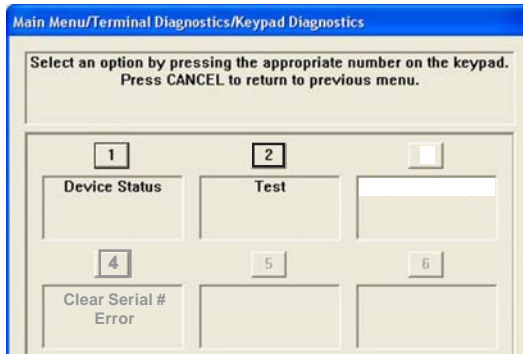 Main Menu/Terminal Diagnostics/Keypad Diagnostics
Select an option by pressing the appropriate number on the keypad.
Press CANCEL to return to previous menu.
1
2
Device Status
Test
4
5
6
Clear Serial #
Error